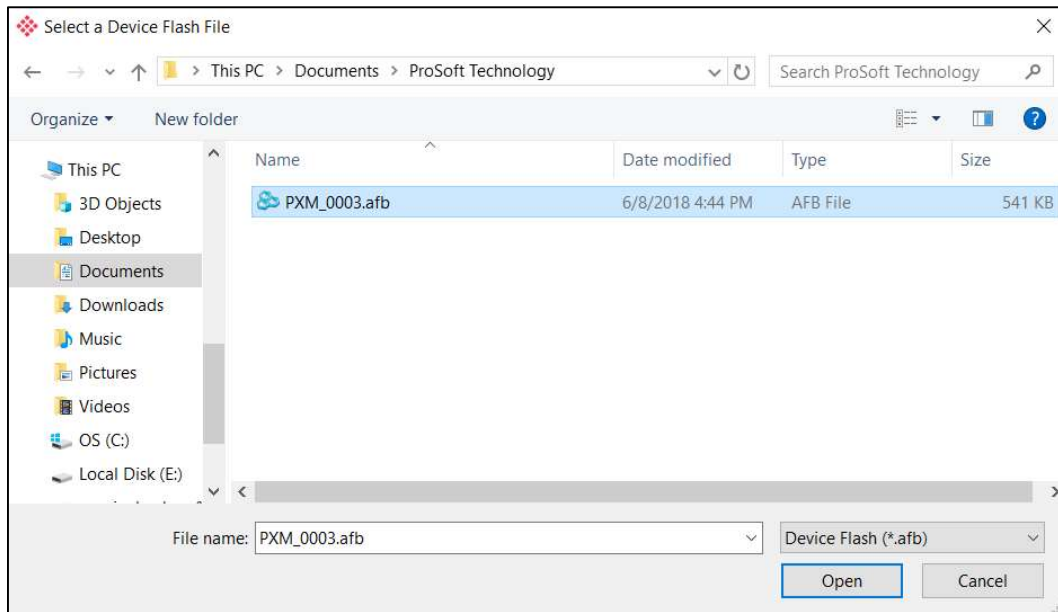 Select a Device Flash File
This PC > Documents > ProSoft Technology
Search ProSoft Technology
Organize
New folder
?
Name
Date modified
Type
Size
PXM_0003.afb
6/8/2018 4:44 PM
AFB File
541 KB
This PC
3D Objects
Desktop
Documents
Downloads
Music
Pictures
Videos
OS (C:)
Local Disk (E:)
File name:
PXM_0003.afb
Device Flash (*.afb)
Open
Cancel